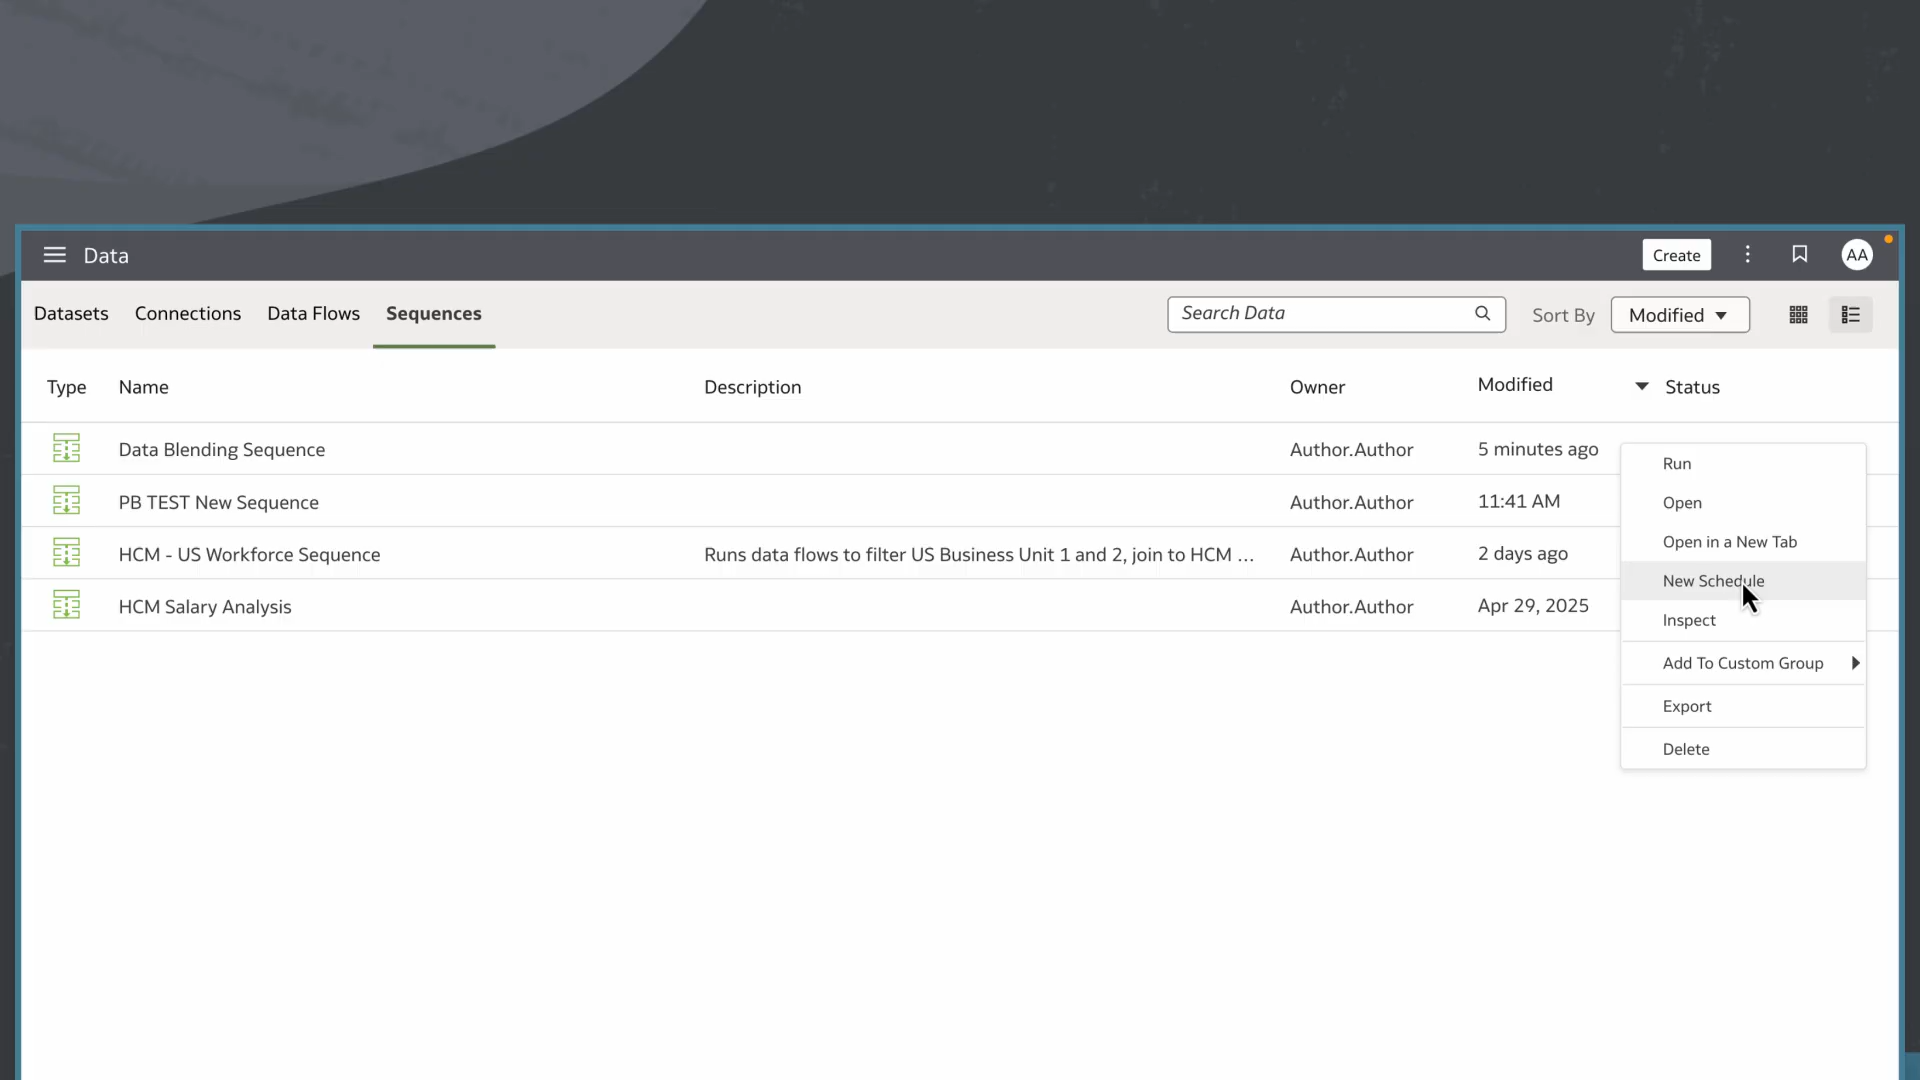 Data
Create
AA
Datasets Connections Data Flows Sequences
Search Data
Sort By
Modified
Type Name Description Owner Modified Status
Data Blending Sequence Author.Author 5 minutes ago
PB TEST New Sequence Author.Author 11:41 AM
HCM - US Workforce Sequence Runs data flows to filter US Business Unit 1 and 2, join to HCM ... Author.Author 2 days ago
HCM Salary Analysis Author.Author Apr 29, 2025
Run
Open
Open in a New Tab
New Schedule
Inspect
Add To Custom Group
Export
Delete